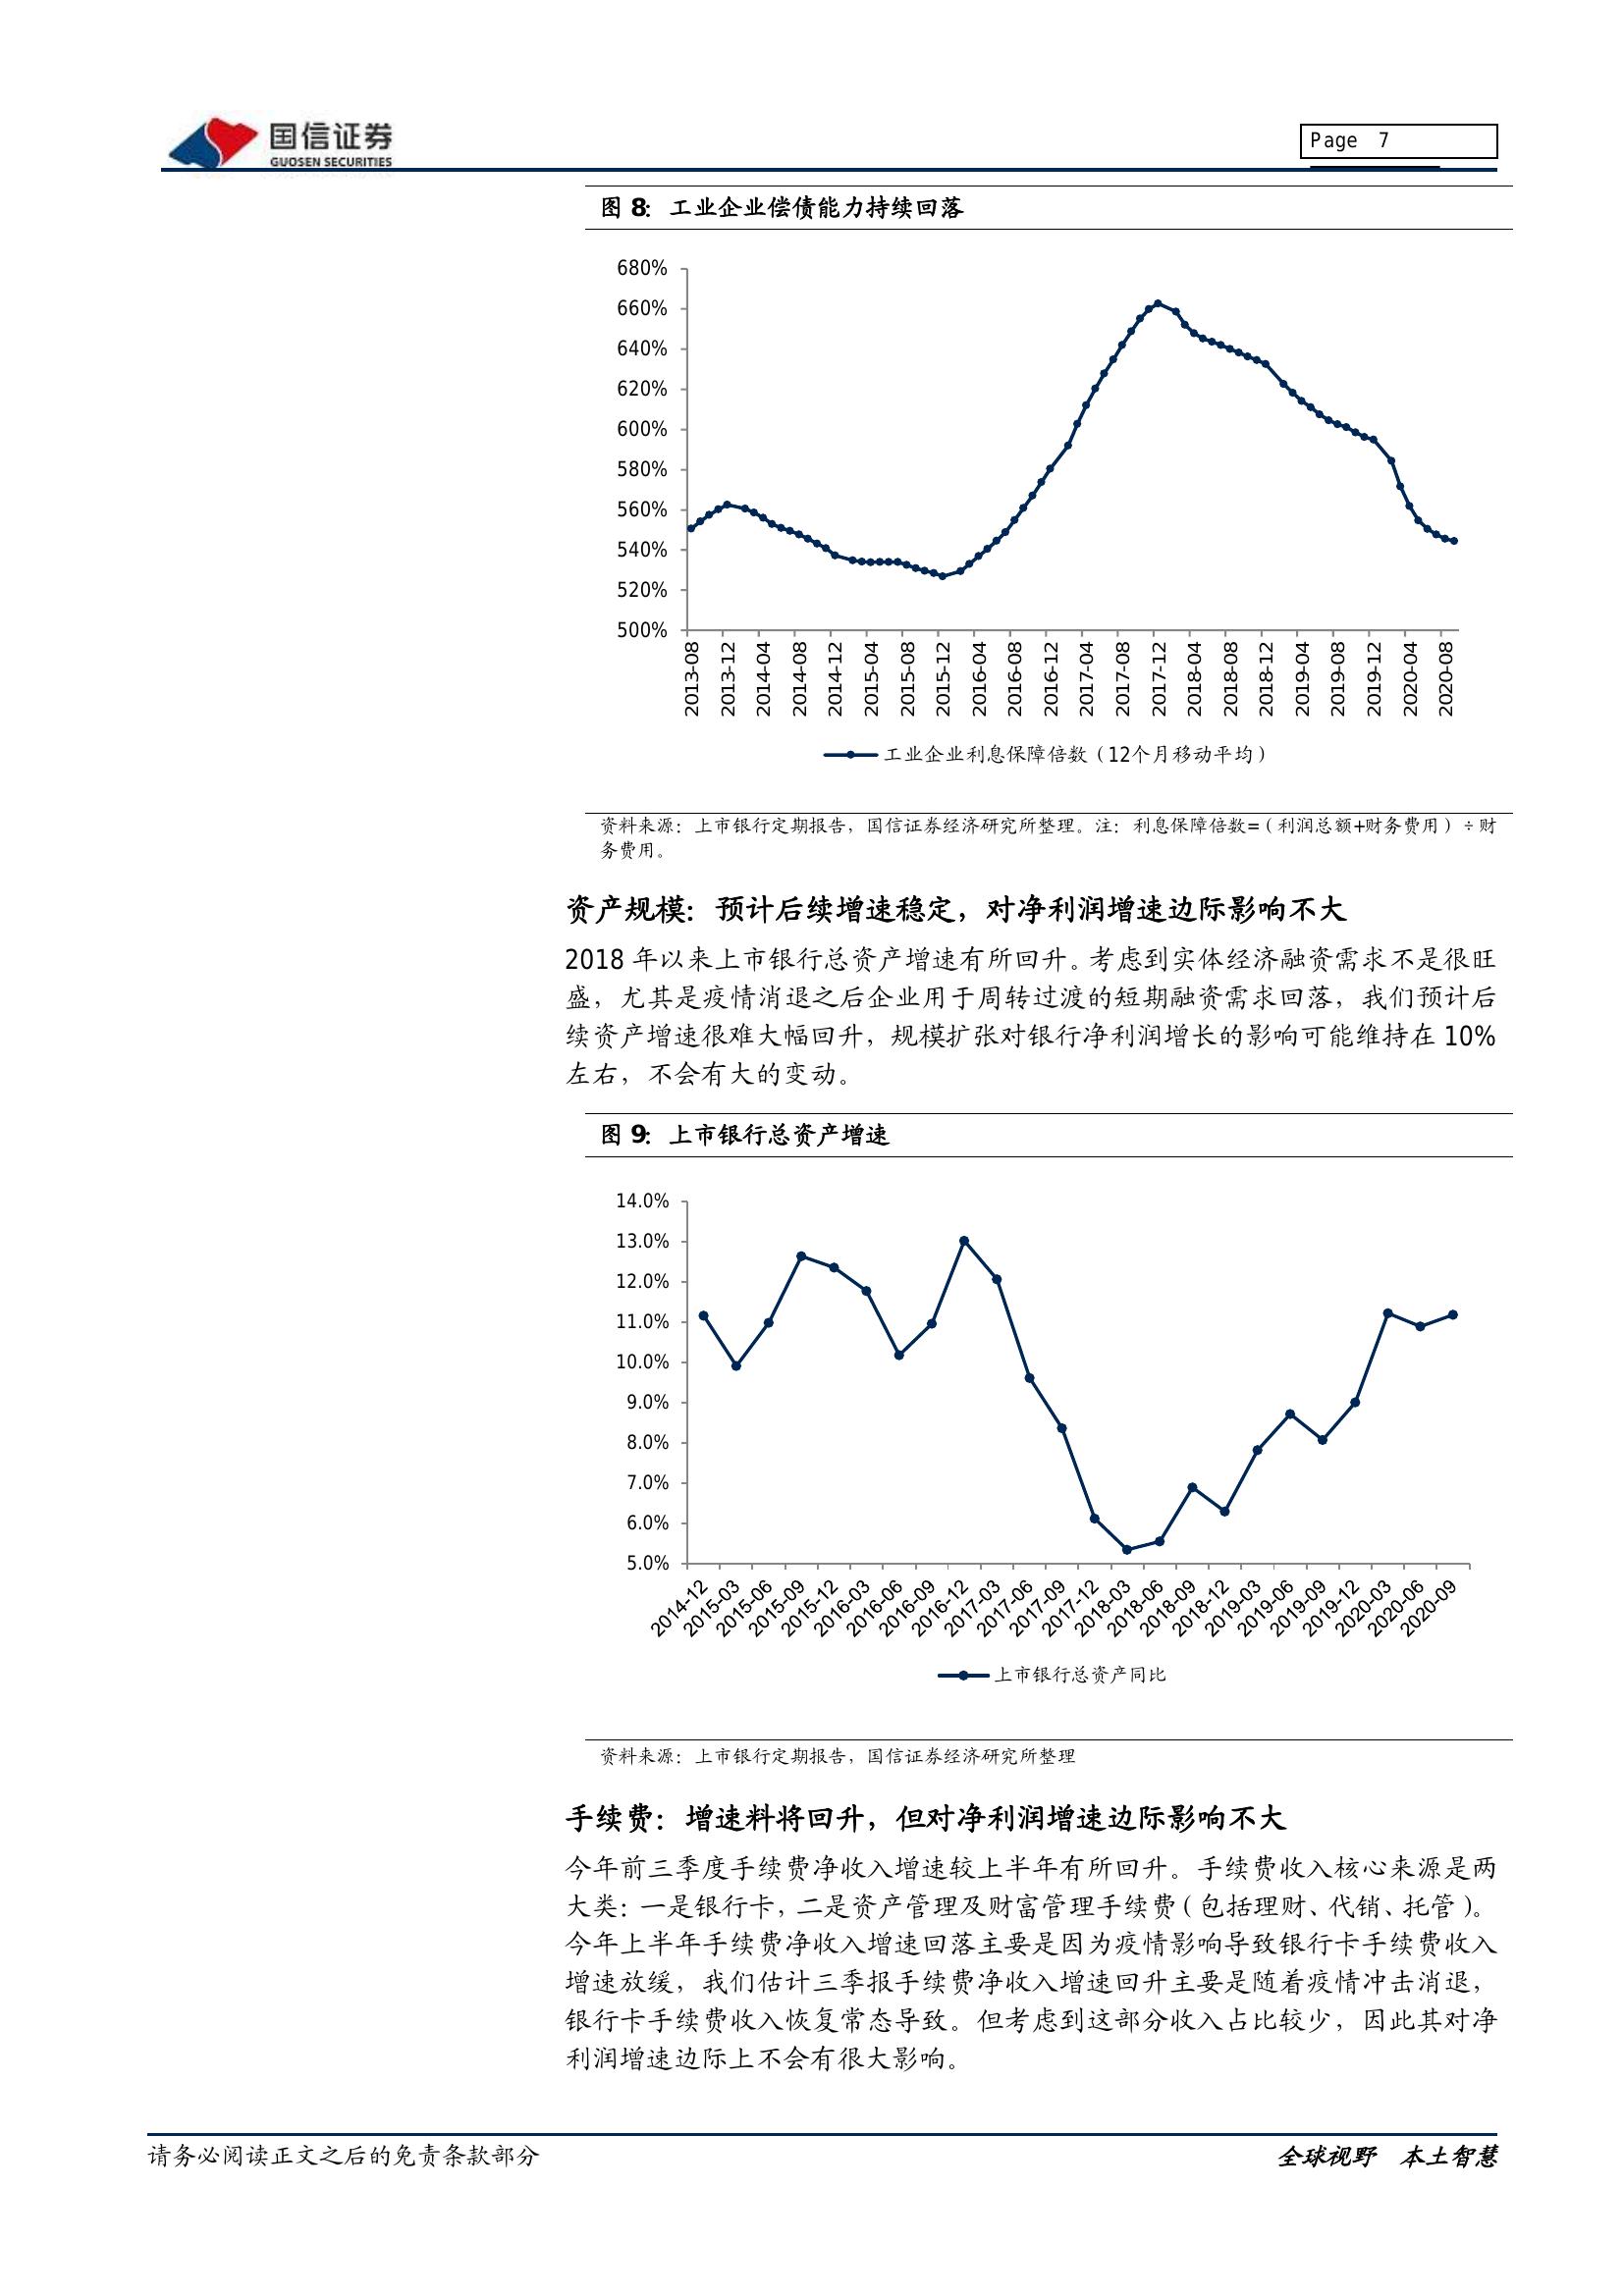 国信证券
GUOSEN SECURITIES
Page 7
图 8：工业企业偿债能力持续回落
680%
660%
640%
620%
600%
580%
560%
540%
520%
500%
2013-08
2013-12
2014-04
2014-08
2014-12
2015-04
2015-08
2015-12
2016-04
2016-08
2016-12
2017-04
2017-08
2017-12
2018-04
2018-08
2018-12
2019-04
2019-08
2019-12
2020-04
2020-08
工业企业利息保障倍数（12个月移动平均）
资料来源：上市银行定期报告，国信证券经济研究所整理。注：利息保障倍数=（利润总额+财务费用）÷财
务费用。
资产规模：预计后续增速稳定，对净利润增速边际影响不大
2018 年以来上市银行总资产增速有所回升。考虑到实体经济融资需求不是很旺
盛，尤其是疫情消退之后企业用于周转过渡的短期融资需求回落，我们预计后
续资产增速很难大幅回升，规模扩张对银行净利润增长的影响可能维持在 10%
左右，不会有大的变动。
图 9：上市银行总资产增速
14.0%
13.0%
12.0%
11.0%
10.0%
9.0%
8.0%
7.0%
6.0%
5.0%
2014-12
2015-03
2015-06
2015-09
2015-12
2016-03
2016-06
2016-09
2016-12
2017-03
2017-06
2017-09
2017-12
2018-03
2018-06
2018-09
2018-12
2019-03
2019-06
2019-09
2019-12
2020-03
2020-06
2020-09
上市银行总资产同比
资料来源：上市银行定期报告，国信证券经济研究所整理
手续费：增速料将回升，但对净利润增速边际影响不大
今年前三季度手续费净收入增速较上半年有所回升。手续费收入核心来源是两
大类：一是银行卡，二是资产管理及财富管理手续费（包括理财、代销、托管）。
今年上半年手续费净收入增速回落主要是因为疫情影响导致银行卡手续费收入
增速放缓，我们估计三季报手续费净收入增速回升主要是随着疫情冲击消退，
银行卡手续费收入恢复常态导致。但考虑到这部分收入占比较少，因此其对净
利润增速边际上不会有很大影响。
请务必阅读正文之后的免责条款部分
全球视野 本土智慧